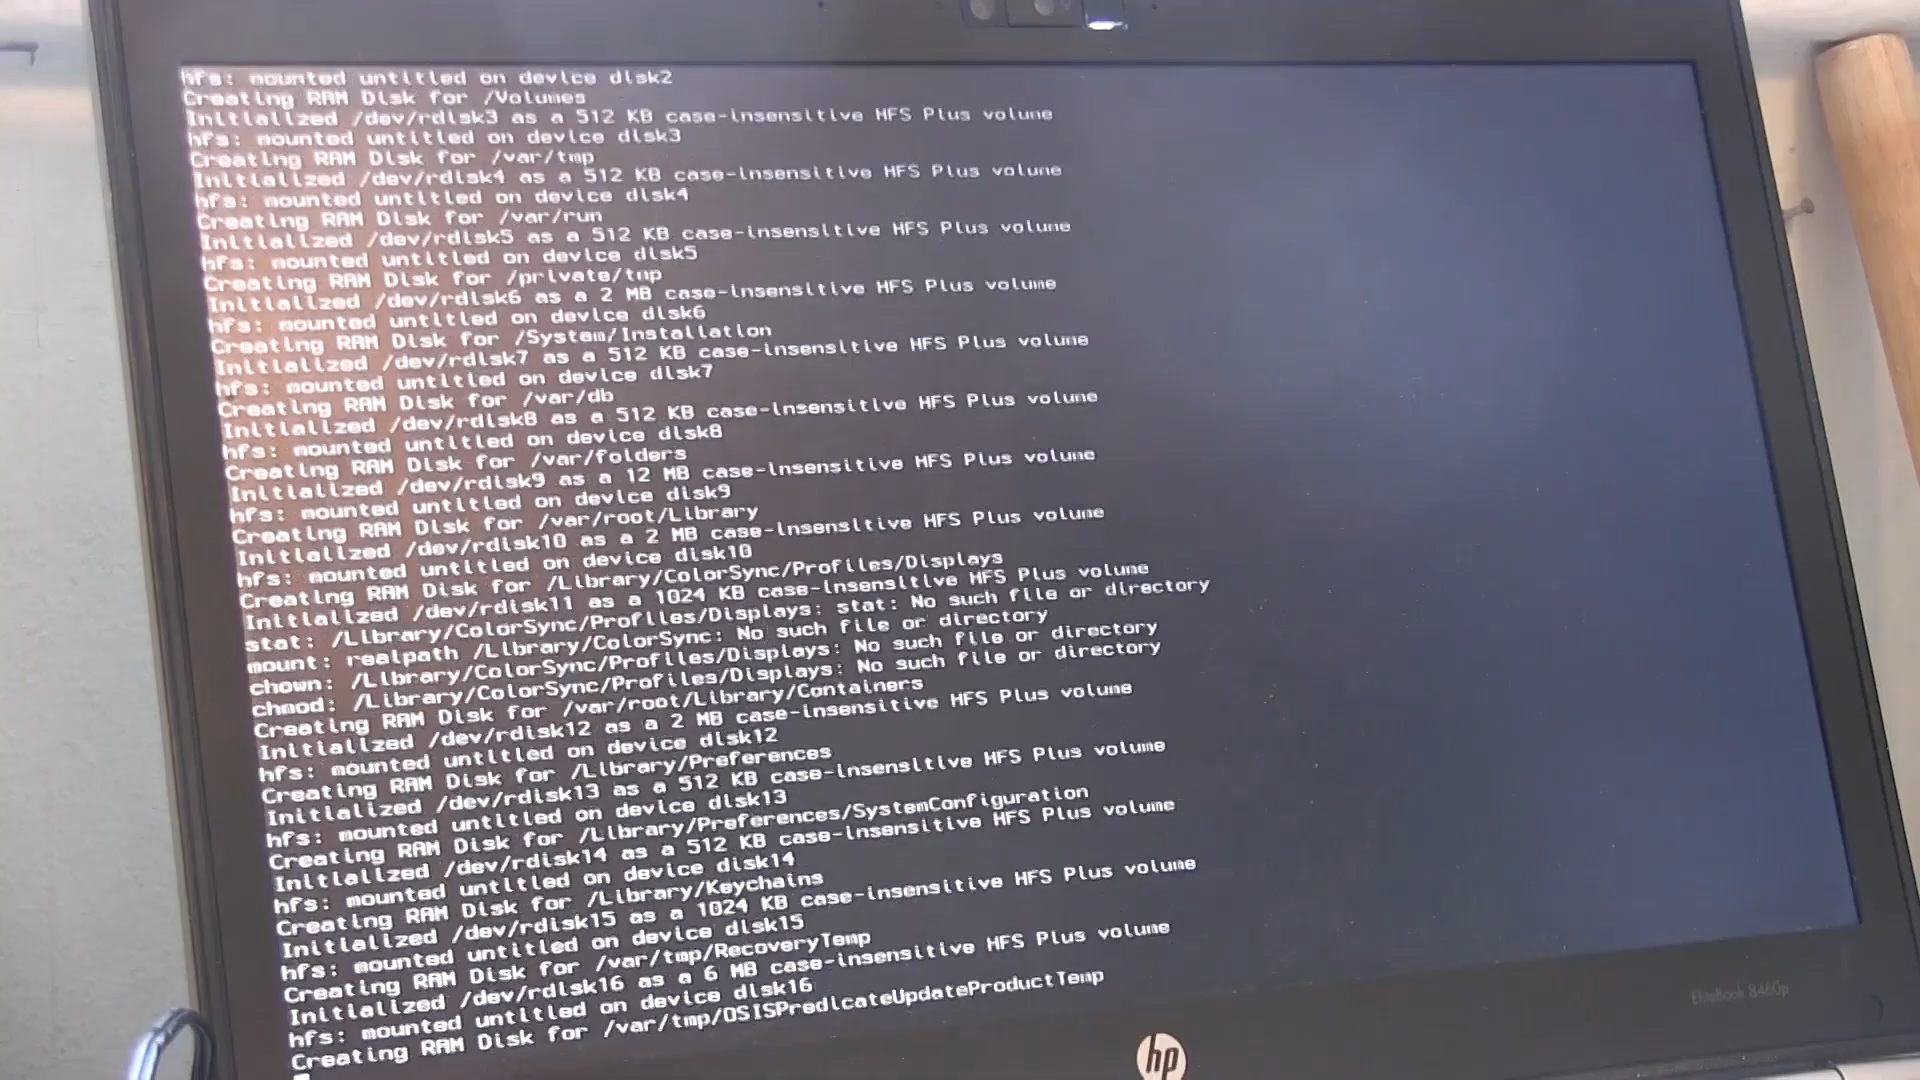 hfs: mounted untitled on device disk2
Creating RAM Disk for /Volumes
Initialized /dev/rdisk3 as a 512 KB case-insensitive HFS Plus volume
hfs: mounted untitled on device disk3
Creating RAM Disk for /var/tmp
Initialized /dev/rdisk4 as a 512 KB case-insensitive HFS Plus volume
hfs: mounted untitled on device disk4
Creating RAM Disk for /var/run
Initialized /dev/rdisk5 as a 512 KB case-insensitive HFS Plus volume
hfs: mounted untitled on device disk5
Creating RAM Disk for /private/tmp
Initialized /dev/rdisk6 as a 2 MB case-insensitive HFS Plus volume
hfs: mounted untitled on device disk6
Creating RAM Disk for /System/Installation
Initialized /dev/rdisk7 as a 512 KB case-insensitive HFS Plus volume
hfs: mounted untitled on device disk7
Creating RAM Disk for /var/db
Initialized /dev/rdisk8 as a 512 KB case-insensitive HFS Plus volume
hfs: mounted untitled on device disk8
Creating RAM Disk for /var/folders
Initialized /dev/rdisk9 as a 12 MB case-insensitive HFS Plus volume
hfs: mounted untitled on device disk9
Creating RAM Disk for /var/root/Library
Initialized /dev/rdisk10 as a 2 MB case-insensitive HFS Plus volume
hfs: mounted untitled on device disk10
Creating RAM Disk for /Library/ColorSync/Profiles/Displays
Initialized /dev/rdisk11 as a 1024 KB case-insensitive HFS Plus volume
stat: /Library/ColorSync/Profiles/Displays: stat: No such file or directory
mount: realpath /Library/ColorSync: No such file or directory
chown: /Library/ColorSync/Profiles/Displays: No such file or directory
chmod: /Library/ColorSync/Profiles/Displays: No such file or directory
Creating RAM Disk for /var/root/Library/Containers
Initialized /dev/rdisk12 as a 2 MB case-insensitive HFS Plus volume
hfs: mounted untitled on device disk12
Creating RAM Disk for /Library/Preferences
Initialized /dev/rdisk13 as a 512 KB case-insensitive HFS Plus volume
hfs: mounted untitled on device disk13
Creating RAM Disk for /Library/Preferences/SystemConfiguration
Initialized /dev/rdisk14 as a 512 KB case-insensitive HFS Plus volume
hfs: mounted untitled on device disk14
Creating RAM Disk for /Library/Keychains
Initialized /dev/rdisk15 as a 1024 KB case-insensitive HFS Plus volume
hfs: mounted untitled on device disk15
Creating RAM Disk for /var/tmp/RecoveryTemp
Initialized /dev/rdisk16 as a 6 MB case-insensitive HFS Plus volume
hfs: mounted untitled on device disk16
Creating RAM Disk for /var/tmp/OSISPredicateUpdateProductTemp
EliteBook 8460p
hp